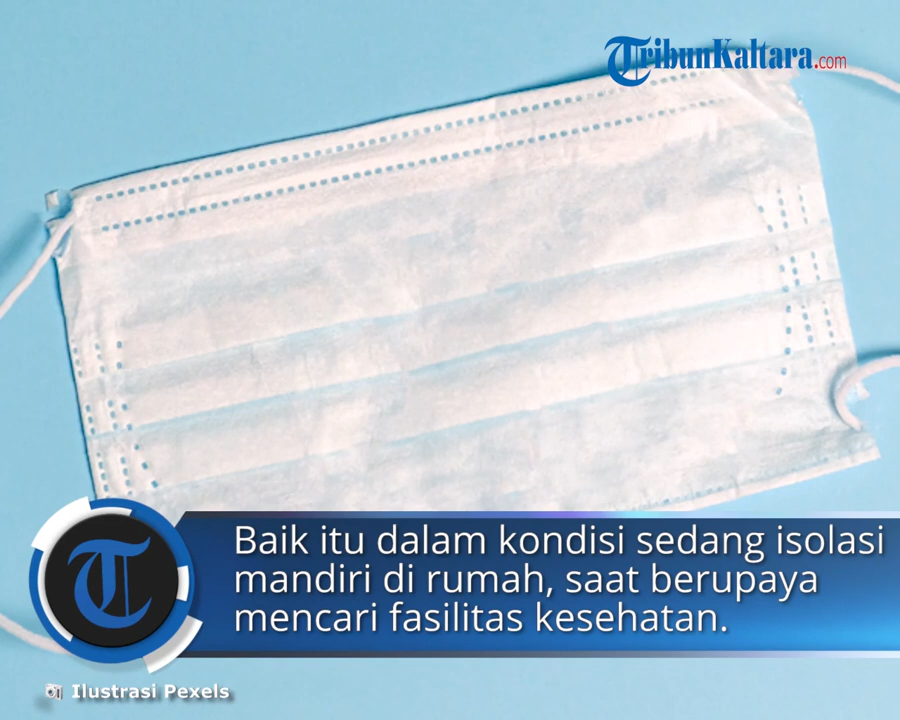 TribunKaltara.com
Baik itu dalam kondisi sedang isolasi
mandiri di rumah, saat berupaya
mencari fasilitas kesehatan.
T
Ilustrasi Pexels